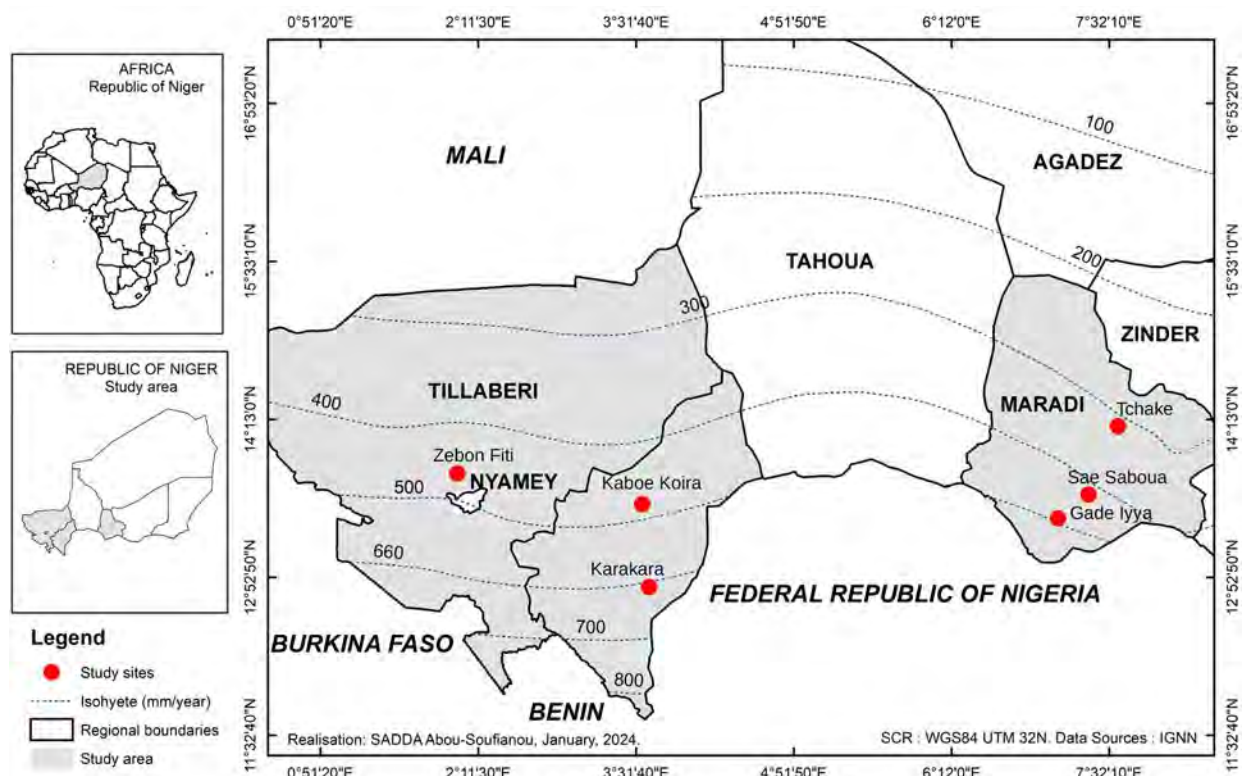 AFRICA
Republic of Niger
REPUBLIC OF NIGER
Study area
Legend
Study sites
Isohyete (mm/year)
Regional boundaries
Study area
0°51'20"E 2°11'30"E 3°31'40"E 4°51'50"E 6°12'0"E 7°32'10"E
16°53'20"N
15°33'10"N
14°13'0"N
12°52'50"N
11°32'40"N
MALI
100
AGADEZ
200
TAHOUA
300
ZINDER
TILLABERI
MARADI
400
Tchake
Zebon Fiti
NYAMEY
Kaboe Koira
Sae Saboua
500
Gade Iyya
660
Karakara
FEDERAL REPUBLIC OF NIGERIA
700
BURKINA FASO
800
BENIN
Realisation: SADDA Abou-Soufianou, January, 2024.
SCR : WGS84 UTM 32N. Data Sources : IGNN
16°53'20"N
15°33'10"N
14°13'0"N
12°52'50"N
11°32'40"N
0°51'20"E 2°11'30"E 3°31'40"E 4°51'50"E 6°12'0"E 7°32'10"E